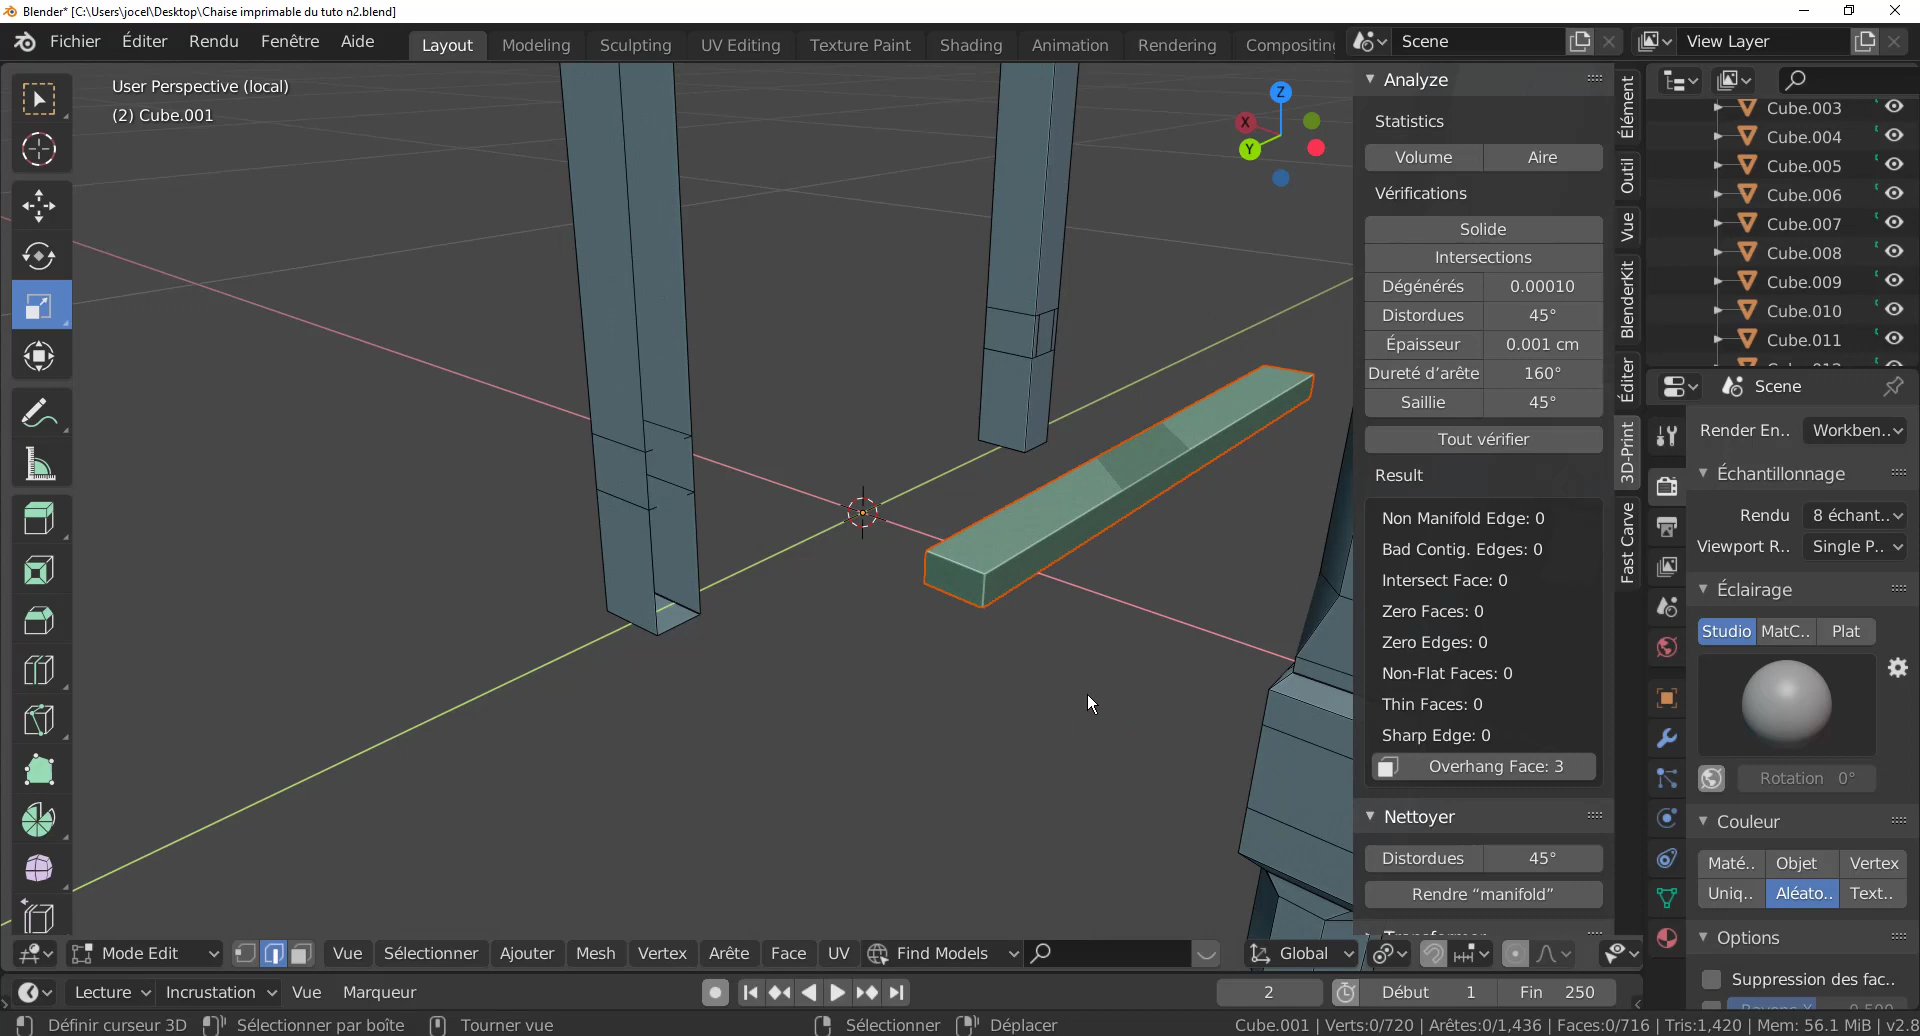 Blender* [C:\Users\jocel\Desktop\Chaise imprimable du tuto n2.blend]
Fichier Éditer Rendu Fenêtre Aide Layout Modeling Sculpting UV Editing Texture Paint Shading Animation Rendering Compositin Scene View Layer
User Perspective (local)
(2) Cube.001
Z
X
Y
Analyze
Statistics
Volume Aire
Vérifications
Solide
Intersections
Dégénérés 0.00010
Distordues 45°
Épaisseur 0.001 cm
Dureté d’arête 160°
Saillie 45°
Tout vérifier
Result
Non Manifold Edge: 0
Bad Contig. Edges: 0
Intersect Face: 0
Zero Faces: 0
Zero Edges: 0
Non-Flat Faces: 0
Thin Faces: 0
Sharp Edge: 0
Overhang Face: 3
Nettoyer
Distordues 45°
Rendre “manifold”
Élément
Outil
Vue
BlenderKit
Éditer
3D-Print
Fast Carve
Cube.003
Cube.004
Cube.005
Cube.006
Cube.007
Cube.008
Cube.009
Cube.010
Cube.011
Scene
Render En.. Workben..
Échantillonnage
Rendu 8 échant..
Viewport R.. Single P..
Éclairage
Studio MatC.. Plat
Rotation 0°
Couleur
Maté.. Objet Vertex
Uniq.. Aléato.. Text..
Options
Suppression des fac..
Mode Edit Vue Sélectionner Ajouter Mesh Vertex Arête Face UV Find Models Global
Lecture Incrustation Vue Marqueur 2 Début 1 Fin 250
Définir curseur 3D Sélectionner par boîte Tourner vue Sélectionner Déplacer Cube.001 | Verts:0/720 | Arêtes:0/1,436 | Faces:0/716 | Tris:1,420 | Mem: 56.1 MiB | v2.8